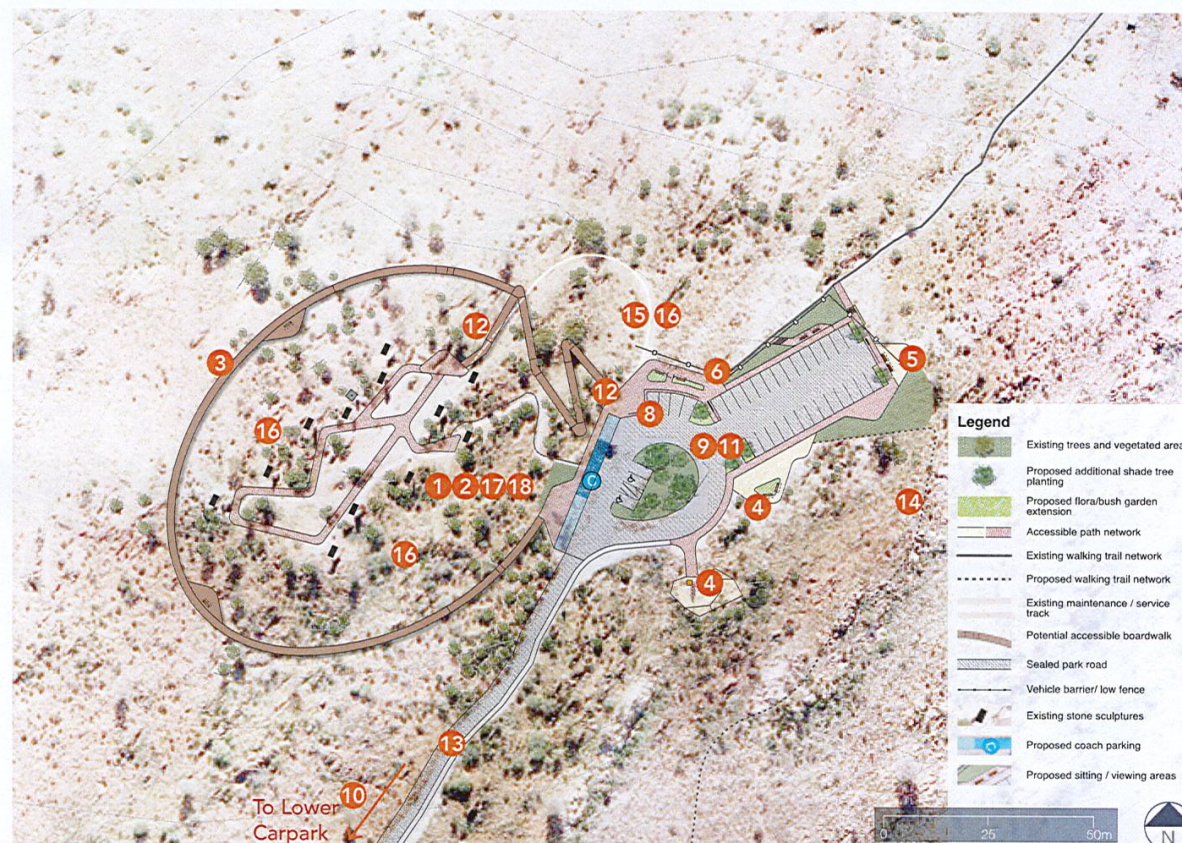 15 16
12
3
5
6
12
8
16
9 11
1 2 17 18
C
4
14
16
4
13
10
To Lower
Carpark
Legend
Existing trees and vegetated area
Proposed additional shade tree
planting
Proposed flora/bush garden
extension
Accessible path network
Existing walking trail network
Proposed walking trail network
Existing maintenance / service
track
Potential accessible boardwalk
Sealed park road
Vehicle barrier/ low fence
Existing stone sculptures
C
Proposed coach parking
Proposed sitting / viewing areas
0 25 50m
N